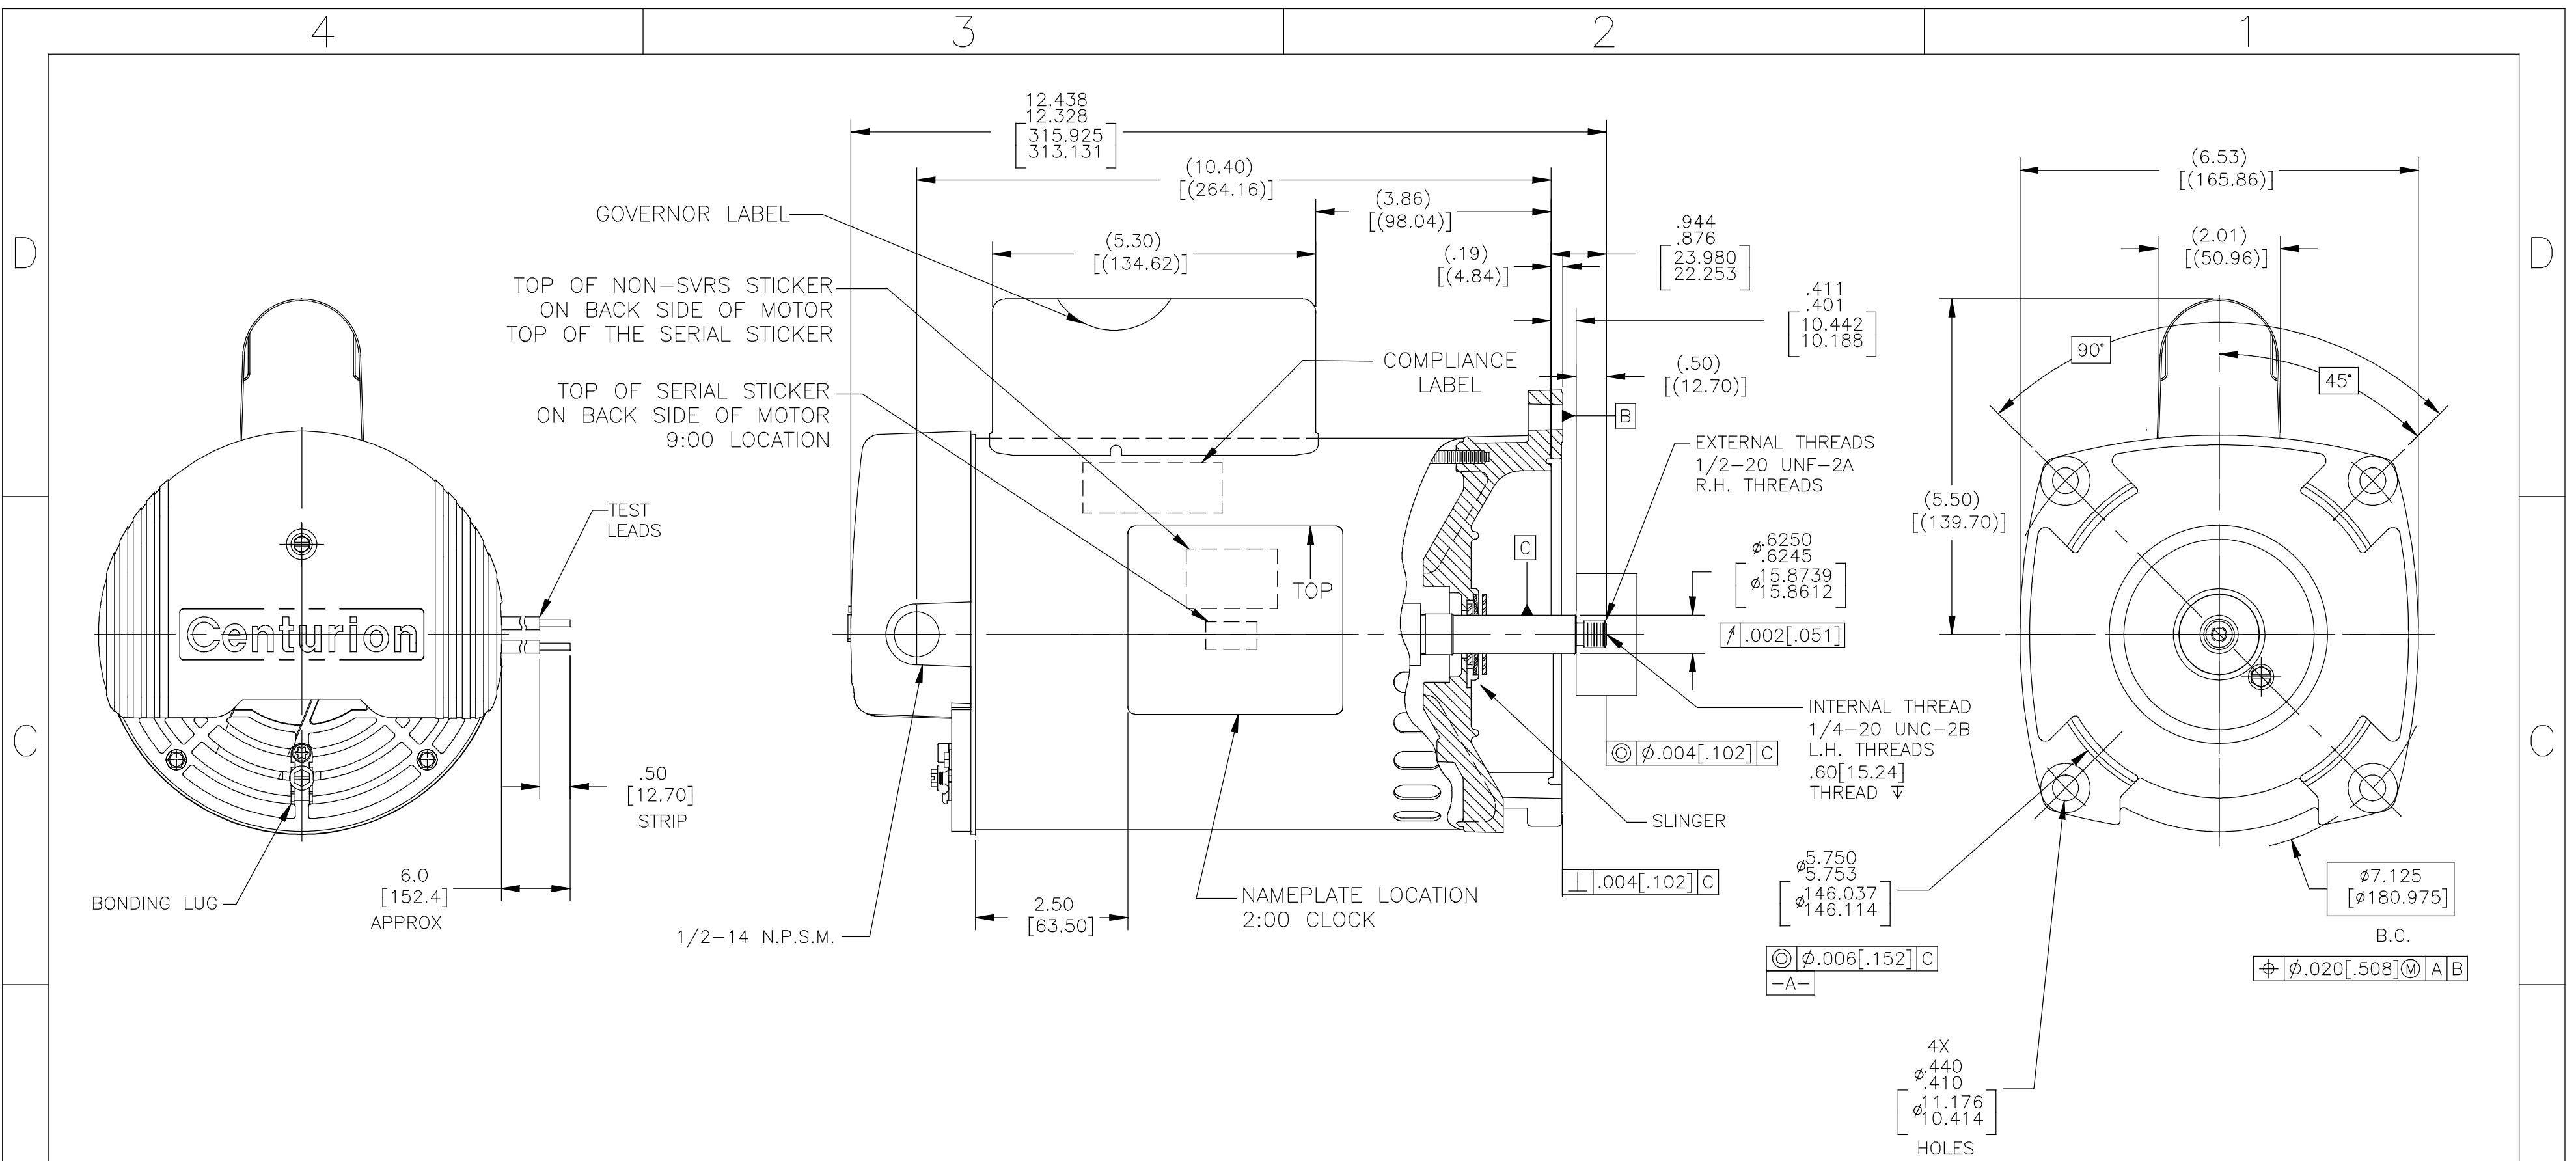 4
3
2
1
D
D
C
C
12.438
12.328
[315.925
313.131]
(10.40)
[(264.16)]
(3.86)
[(98.04)]
(5.30)
[(134.62)]
(.19)
[(4.84)]
.944
.876
[23.980
22.253]
.411
.401
[10.442
10.188]
(.50)
[(12.70)]
GOVERNOR LABEL
TOP OF NON-SVRS STICKER
ON BACK SIDE OF MOTOR
TOP OF THE SERIAL STICKER
TOP OF SERIAL STICKER
ON BACK SIDE OF MOTOR
9:00 LOCATION
COMPLIANCE
LABEL
B
EXTERNAL THREADS
1/2-20 UNF-2A
R.H. THREADS
C
TOP
⌀.6250
.6245
[⌀15.8739
15.8612]
↗ .002[.051]
INTERNAL THREAD
1/4-20 UNC-2B
L.H. THREADS
.60[15.24]
THREAD ↧
◎ ⌀.004[.102] C
SLINGER
⊥ .004[.102] C
NAMEPLATE LOCATION
2:00 CLOCK
2.50
[63.50]
1/2-14 N.P.S.M.
Centurion
TEST
LEADS
.50
[12.70]
STRIP
6.0
[152.4]
APPROX
BONDING LUG
(6.53)
[(165.86)]
(2.01)
[(50.96)]
90°
45°
(5.50)
[(139.70)]
⌀5.750
5.753
[⌀146.037
146.114]
◎ ⌀.006[.152] C
-A-
⌀7.125
[⌀180.975]
B.C.
⌖ ⌀.020[.508]Ⓜ A B
4X
⌀.440
.410
[⌀11.176
10.414]
HOLES